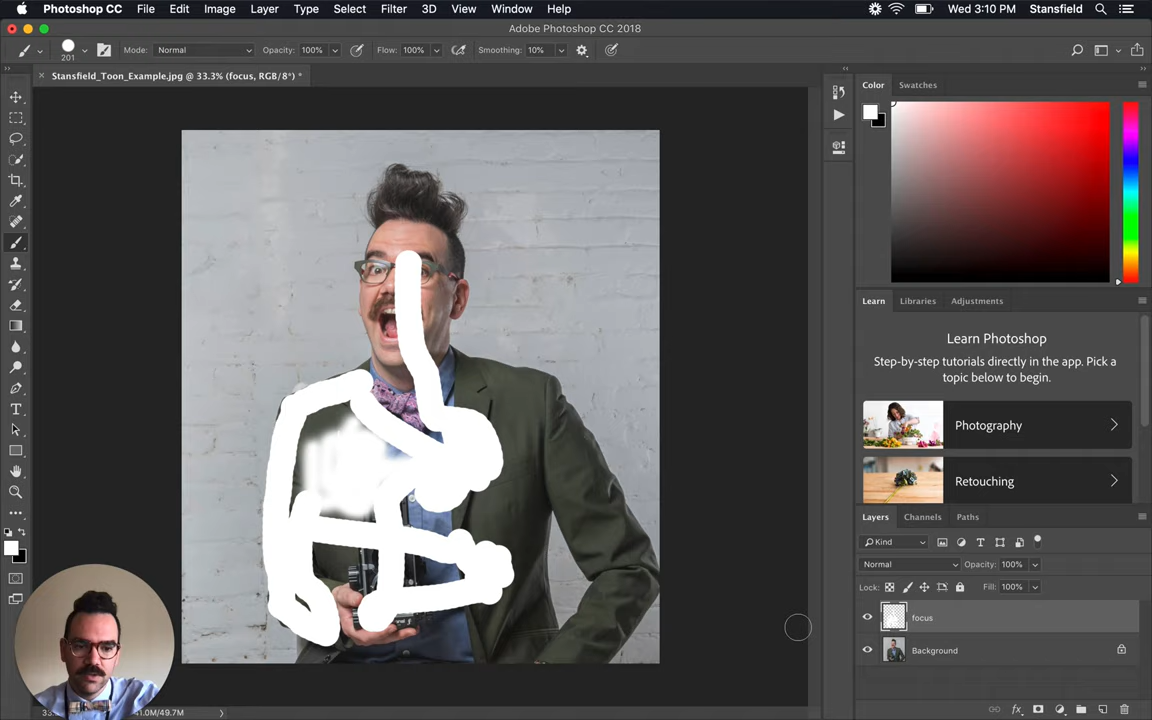 Photoshop CC File Edit Image Layer Type Select Filter 3D View Window Help Wed 3:10 PM Stansfield
Adobe Photoshop CC 2018
201 Mode: Normal Opacity: 100% Flow: 100% Smoothing: 10%
Stansfield_Toon_Example.jpg @ 33.3% (focus, RGB/8*) *
Color Swatches
Learn Libraries Adjustments
Learn Photoshop
Step-by-step tutorials directly in the app. Pick a
topic below to begin.
Photography
Retouching
Layers Channels Paths
Kind
Normal Opacity: 100%
Lock: Fill: 100%
focus
Background